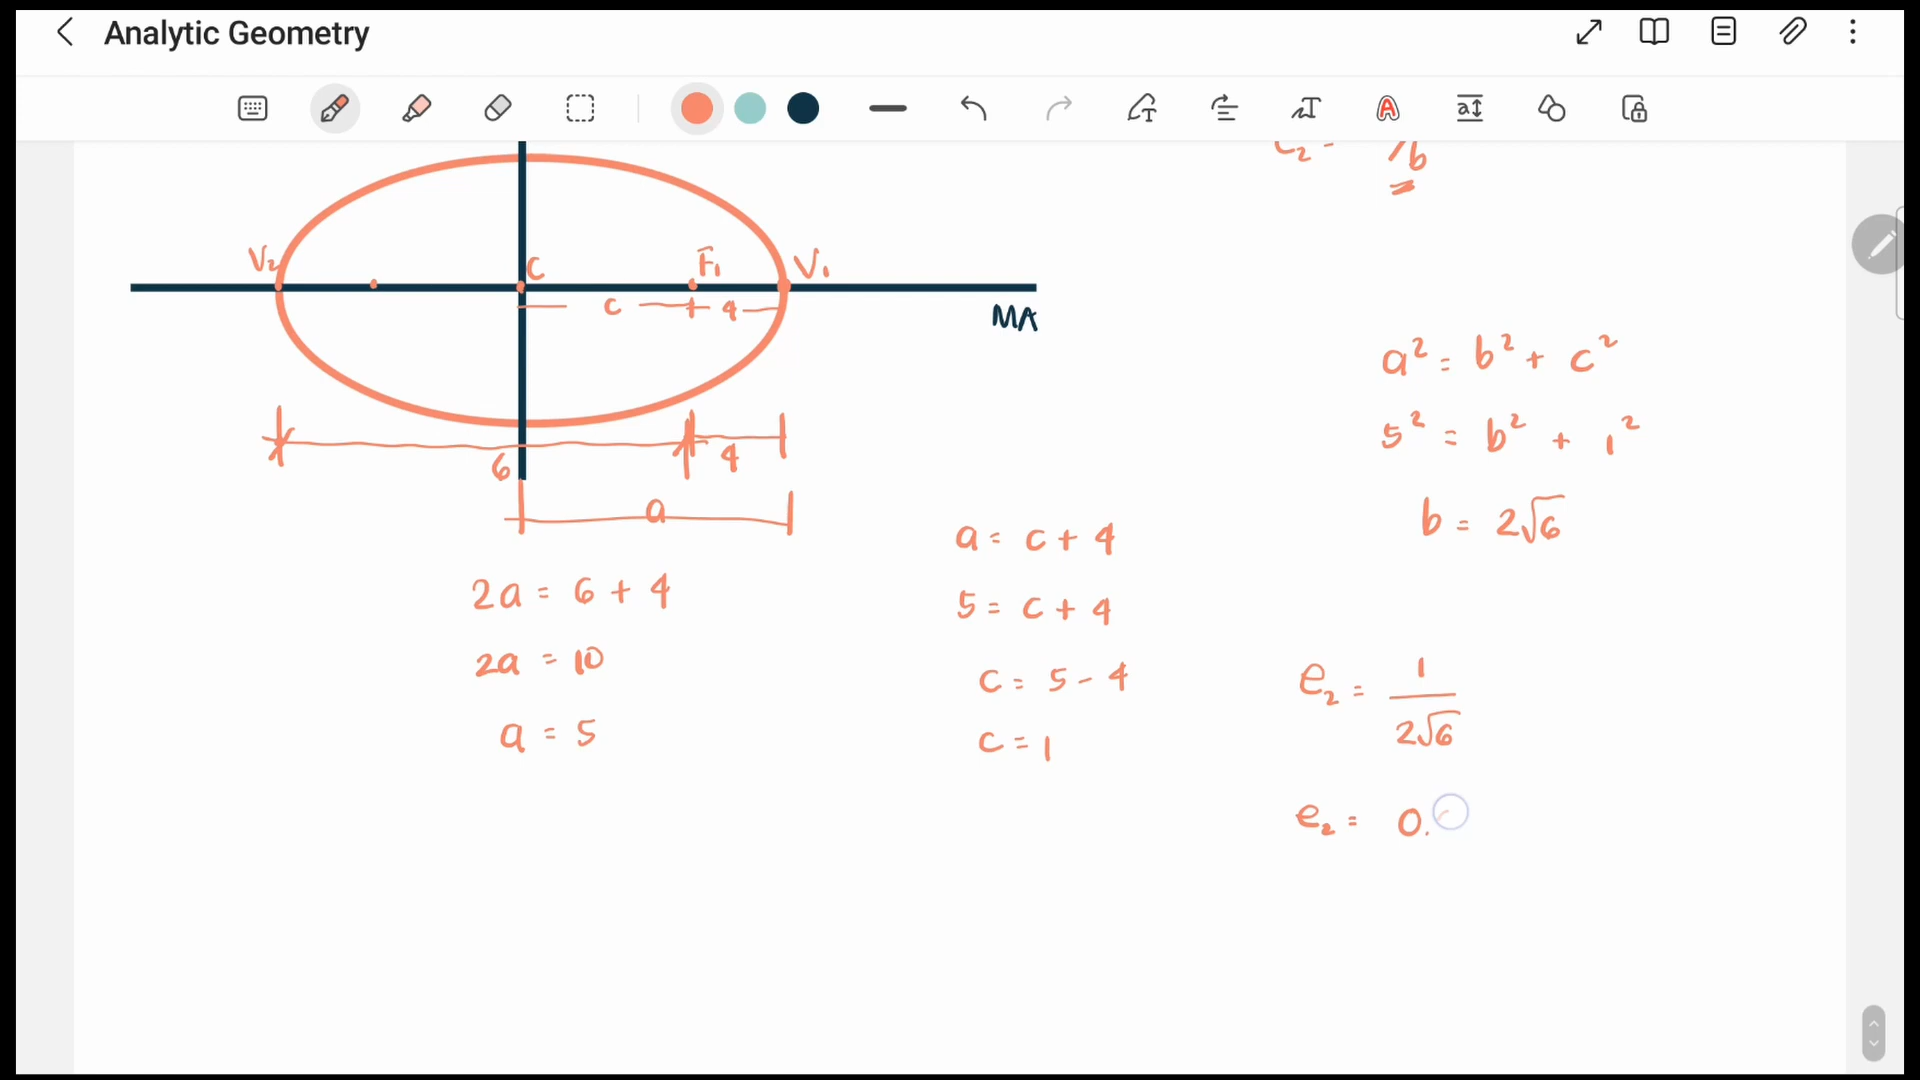 Analytic Geometry
e₂ = /b
V₂
C
F₁
V₁
c
4
MA
a² = b² + c²
5² = b² + 1²
6
4
b = 2√6
a
a = c + 4
2a = 6 + 4
5 = c + 4
2a = 10
c = 5 - 4
e₂ = 1/2√6
a = 5
c = 1
e₂ = 0.